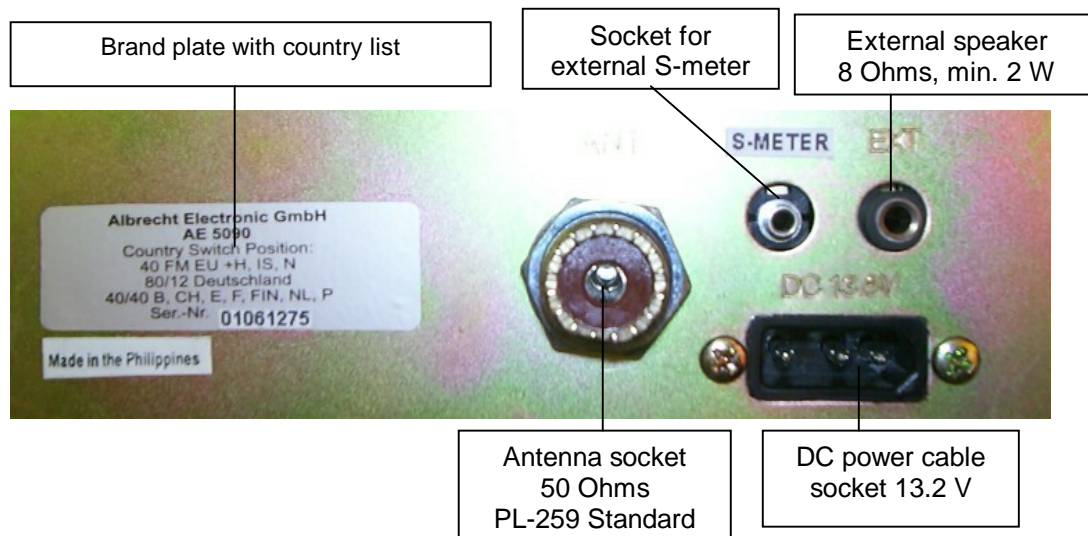 Brand plate with country list
Socket for
external S-meter
External speaker
8 Ohms, min. 2 W
ANT
S-METER
EXT
Albrecht Electronic GmbH
AE 5090
Country Switch Position:
40 FM EU +H, IS, N
80/12 Deutschland
40/40 B, CH, E, F, FIN, NL, P
Ser.-Nr. 01061275
DC 13.8V
Made in the Philippines
Antenna socket
50 Ohms
PL-259 Standard
DC power cable
socket 13.2 V